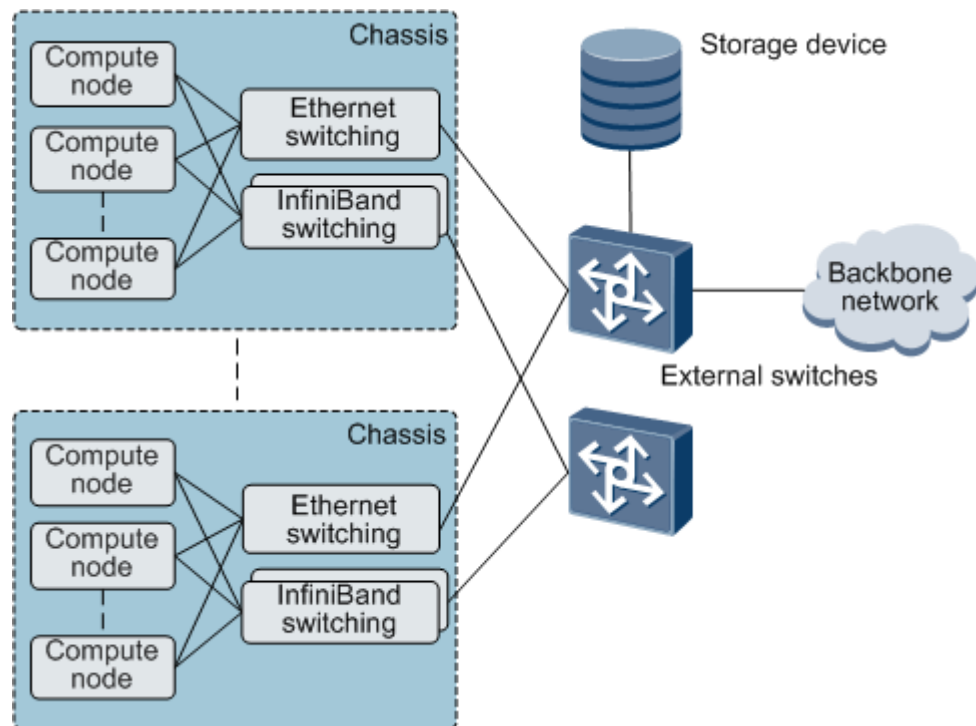 Chassis
Compute
node
Compute
node
Compute
node
Ethernet
switching
InfiniBand
switching
Storage device
Backbone
network
External switches
Chassis
Compute
node
Compute
node
Compute
node
Ethernet
switching
InfiniBand
switching